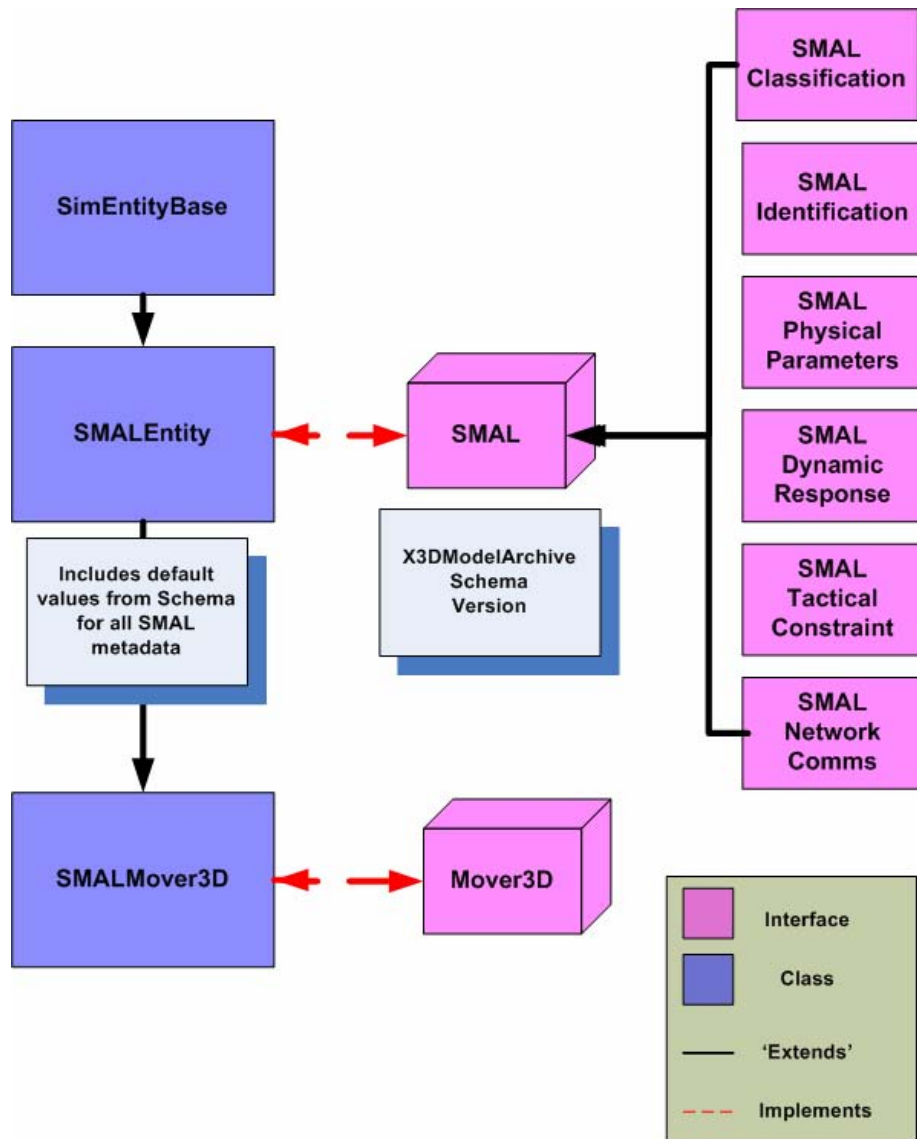 SimEntityBase
SMALEntity
Includes default
values from Schema
for all SMAL
metadata
SMALMover3D
SMAL
X3DModelArchive
Schema
Version
Mover3D
SMAL
Classification
SMAL
Identification
SMAL
Physical
Parameters
SMAL
Dynamic
Response
SMAL
Tactical
Constraint
SMAL
Network
Comms
Interface
Class
‘Extends’
Implements